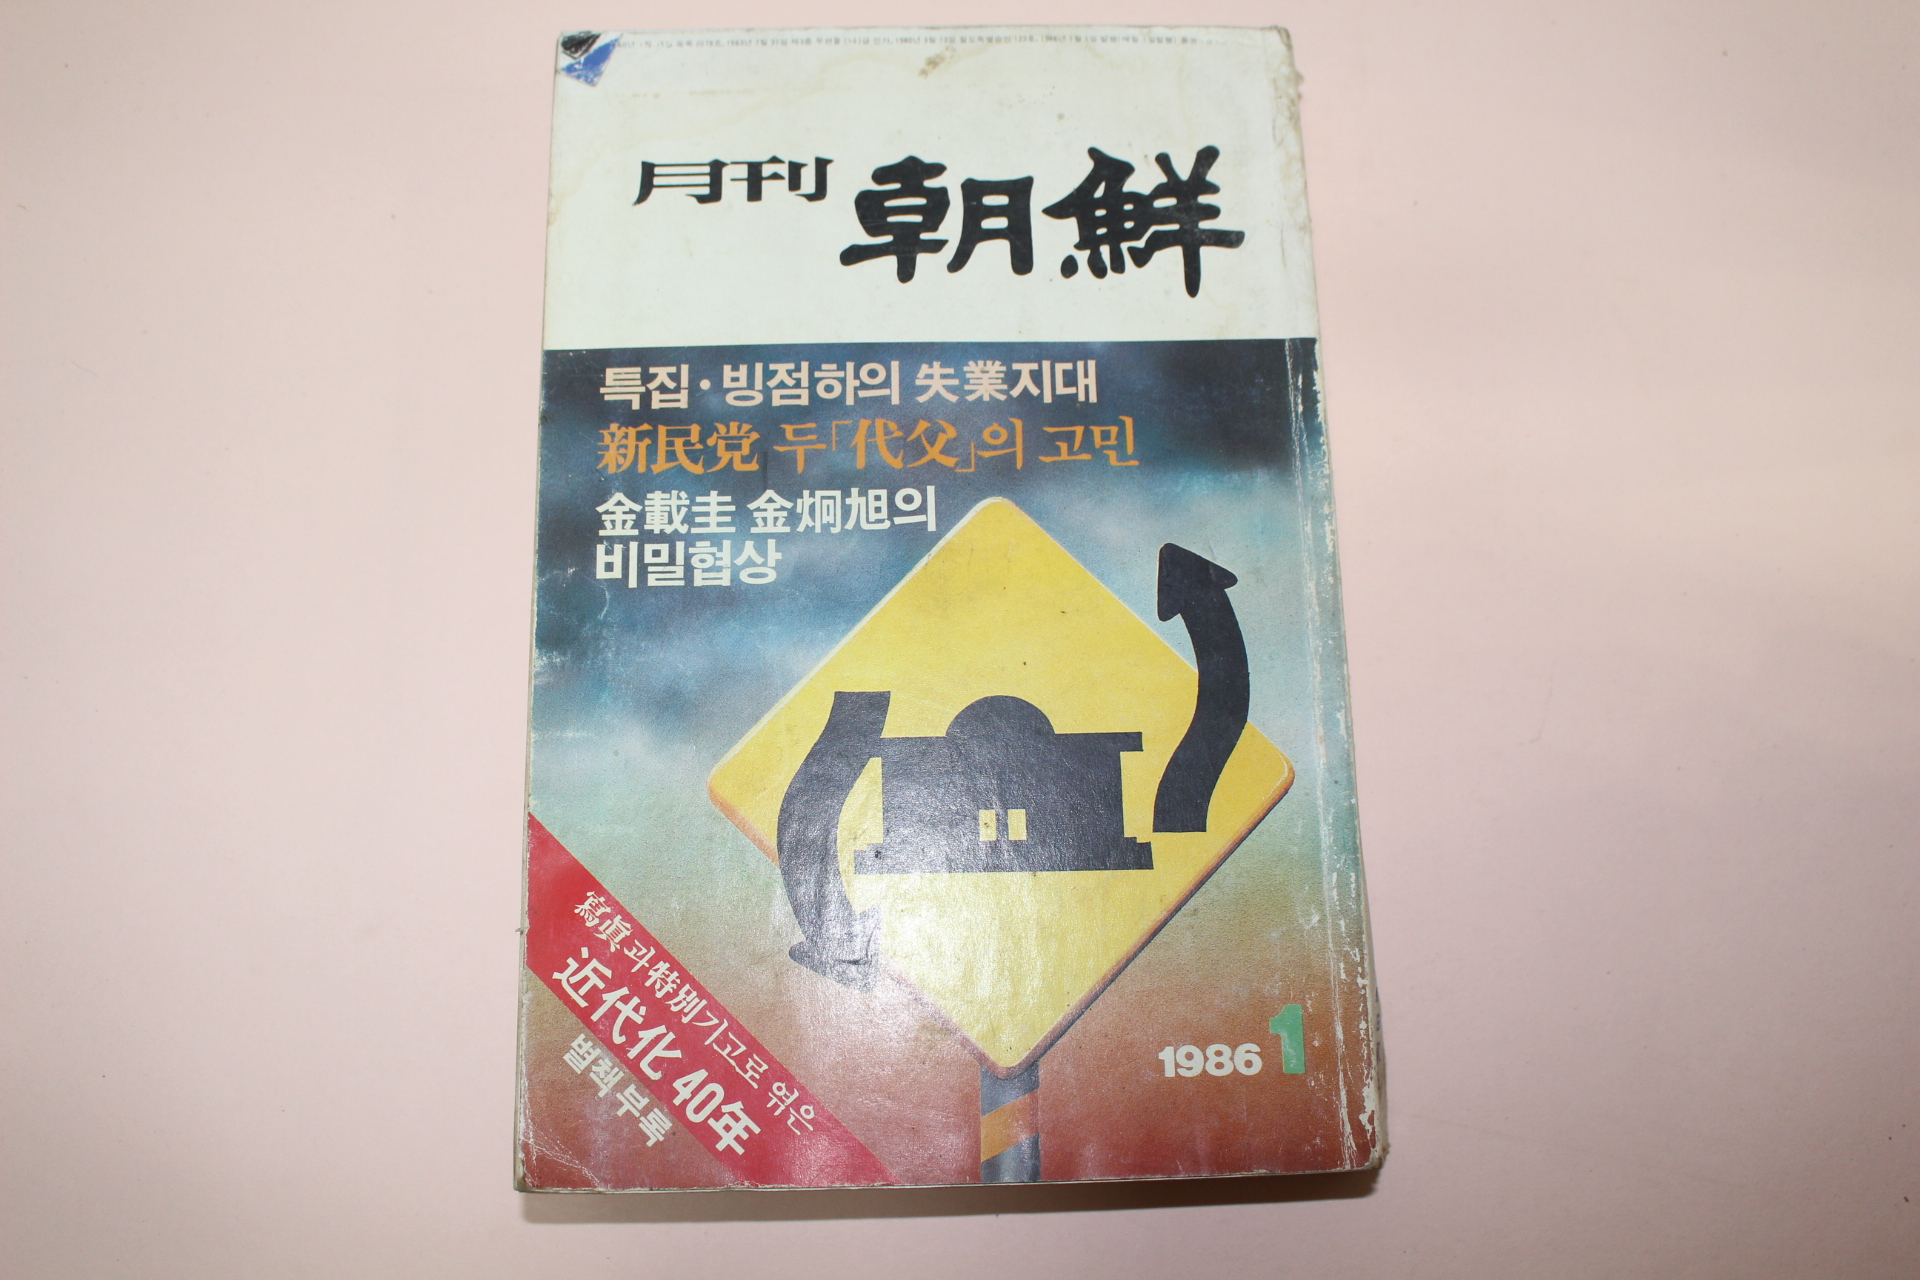 月刊 朝鮮
특집·빙점하의 失業지대
新民党 두「代父」의 고민
金載圭 金炯旭의
비밀협상
寫眞과 特別기고로 엮은
近代化 40年
별책부록
1986 1